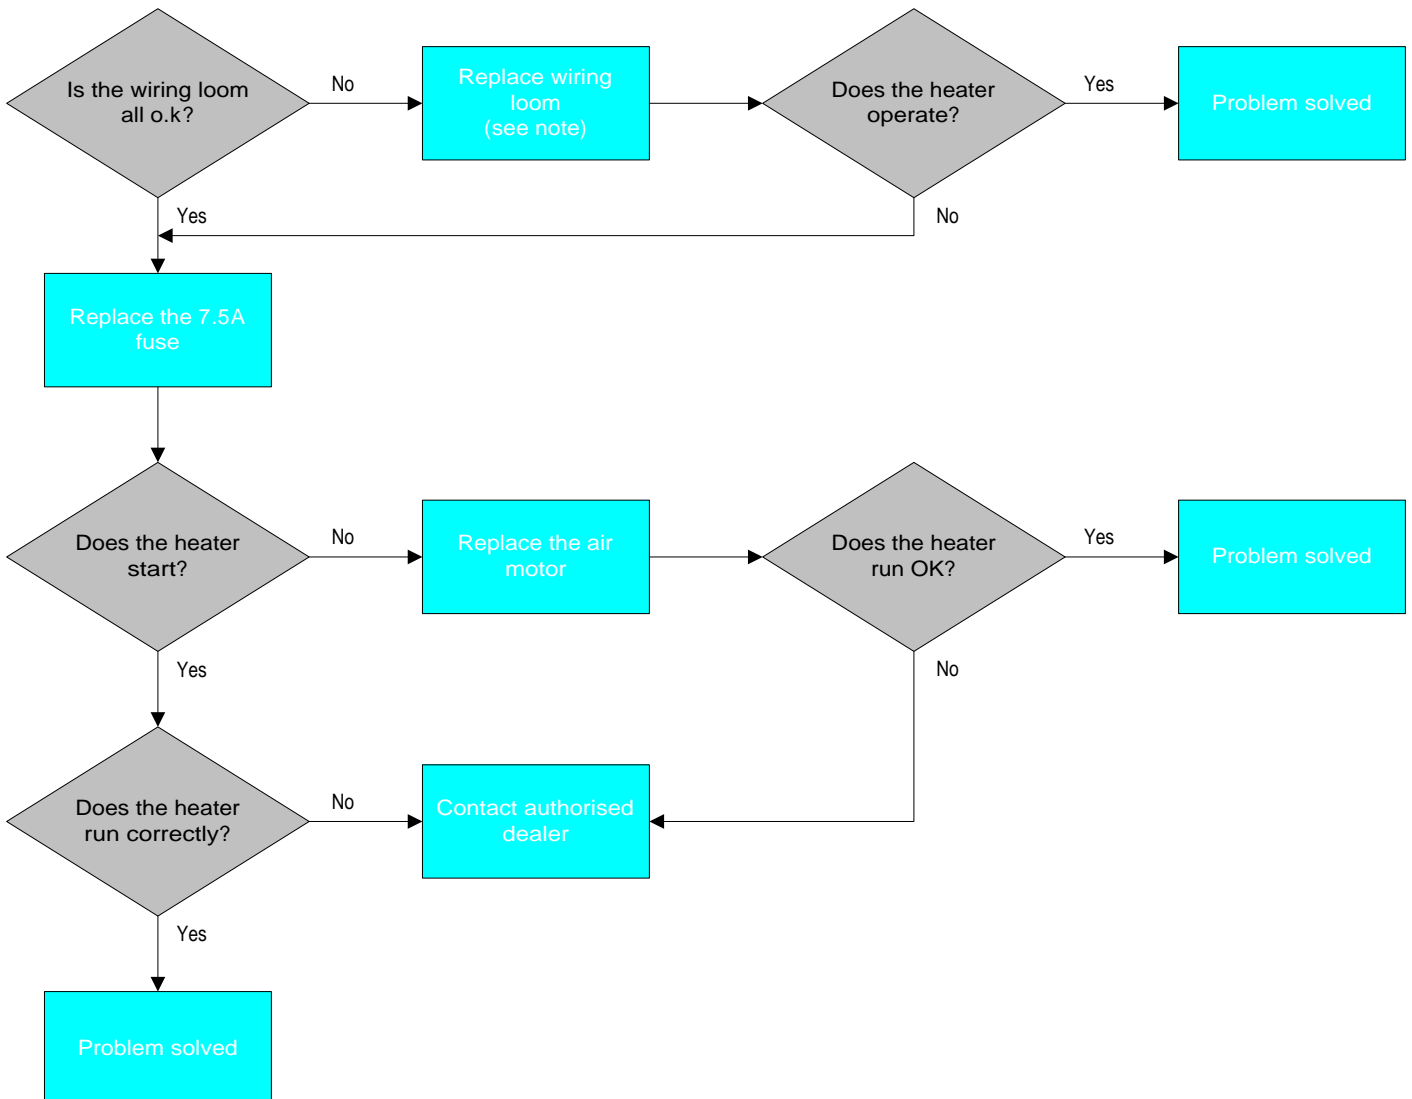 Is the wiring loom
all o.k?
No
Replace wiring
loom
(see note)
Does the heater
operate?
Yes
Problem solved
Yes
No
Replace the 7.5A
fuse
Does the heater
start?
No
Replace the air
motor
Does the heater
run OK?
Yes
Problem solved
Yes
No
Does the heater
run correctly?
No
Contact authorised
dealer
Yes
Problem solved